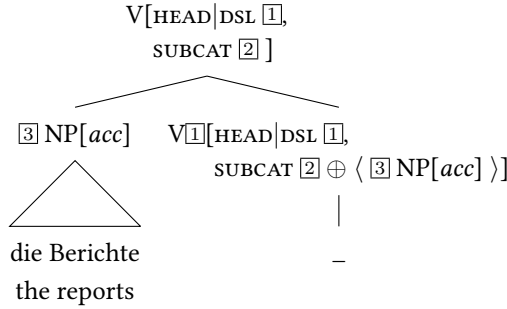 V[HEAD|DSL 1,
SUBCAT 2 ]
3 NP[acc] V1[HEAD|DSL 1,
SUBCAT 2 ⊕ ⟨ 3 NP[acc] ⟩]
die Berichte
the reports
–